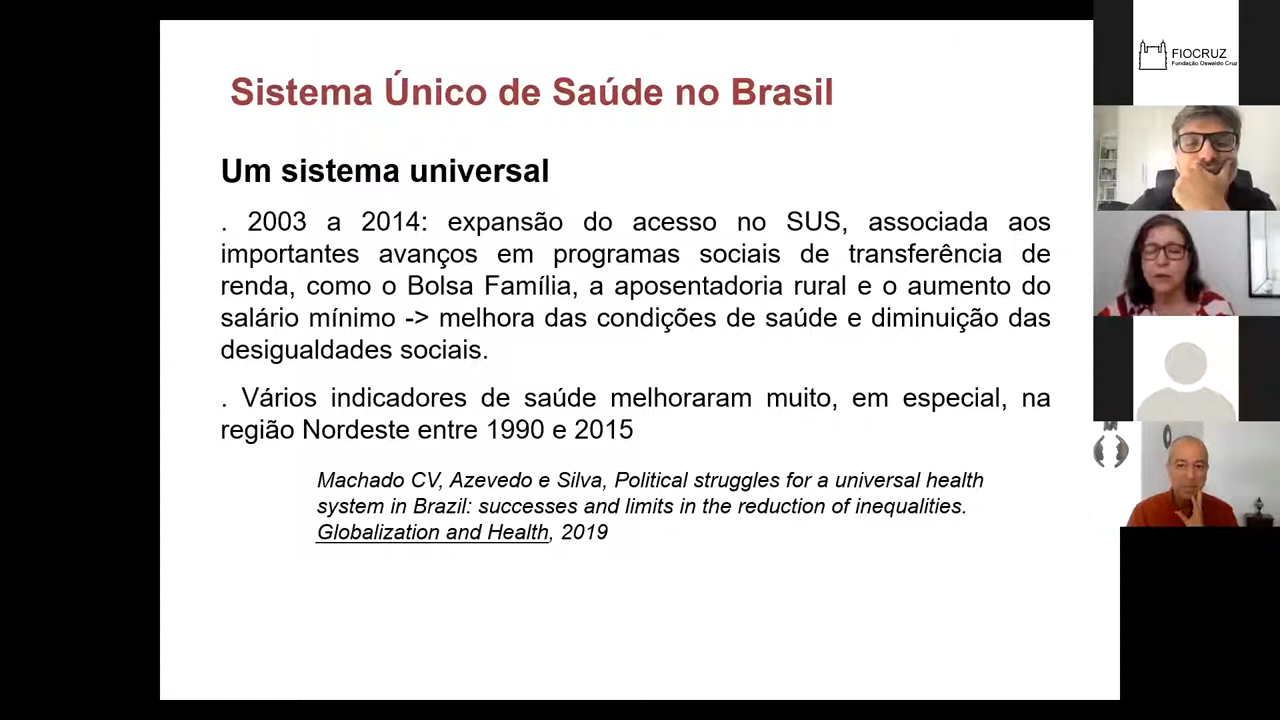 Sistema Único de Saúde no Brasil
Um sistema universal
. 2003 a 2014: expansão do acesso no SUS, associada aos
importantes avanços em programas sociais de transferência de
renda, como o Bolsa Família, a aposentadoria rural e o aumento do
salário mínimo -> melhora das condições de saúde e diminuição das
desigualdades sociais.
. Vários indicadores de saúde melhoraram muito, em especial, na
região Nordeste entre 1990 e 2015
Machado CV, Azevedo e Silva, Political struggles for a universal health
system in Brazil: successes and limits in the reduction of inequalities.
Globalization and Health, 2019
FIOCRUZ
Fundação Oswaldo Cruz